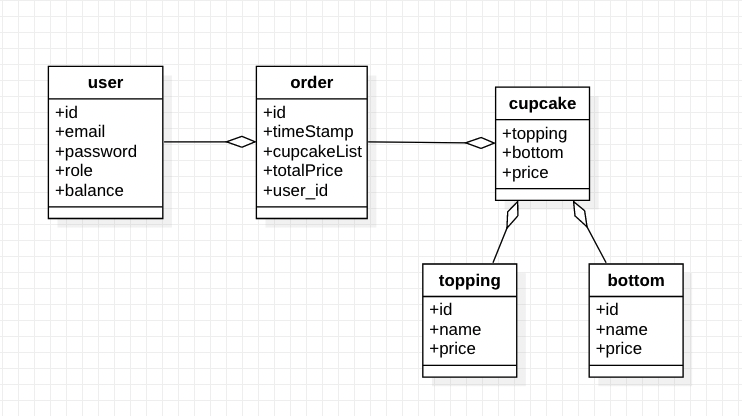 user
+id
+email
+password
+role
+balance
order
+id
+timeStamp
+cupcakeList
+totalPrice
+user_id
cupcake
+topping
+bottom
+price
topping
+id
+name
+price
bottom
+id
+name
+price